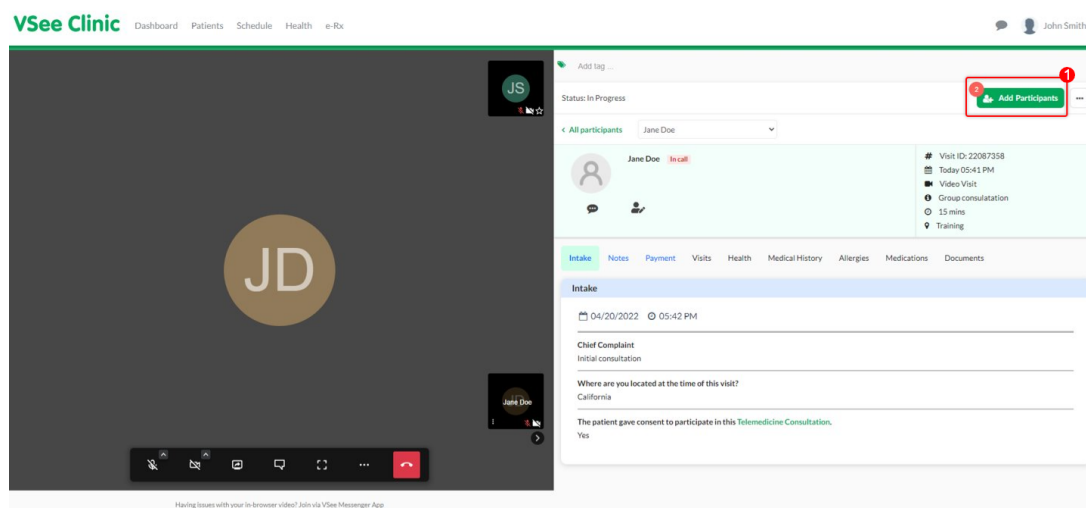 VSee Clinic Dashboard Patients Schedule Health e-Rx John Smith
JS
JD
Jane Doe
Having issues with your in-browser video? Join via VSee Messenger App
Add tag ...
1
Status: In Progress
2 Add Participants
All participants Jane Doe
Jane Doe In call
# Visit ID: 22087358
Today 05:41 PM
Video Visit
Group consulatation
15 mins
Training
Intake Notes Payment Visits Health Medical History Allergies Medications Documents
Intake
04/20/2022 05:42 PM
Chief Complaint
Initial consultation
Where are you located at the time of this visit?
California
The patient gave consent to participate in this Telemedicine Consultation.
Yes